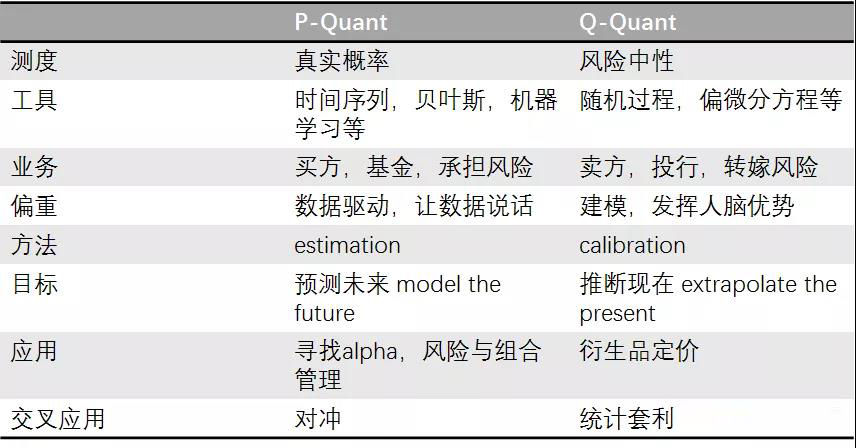 P-Quant Q-Quant
测度 真实概率 风险中性
工具 时间序列，贝叶斯，机器 随机过程，偏微分方程等
学习等
业务 买方，基金，承担风险 卖方，投行，转嫁风险
偏重 数据驱动，让数据说话 建模，发挥人脑优势
方法 estimation calibration
目标 预测未来 model the 推断现在 extrapolate the
future present
应用 寻找alpha，风险与组合 衍生品定价
管理
交叉应用 对冲 统计套利